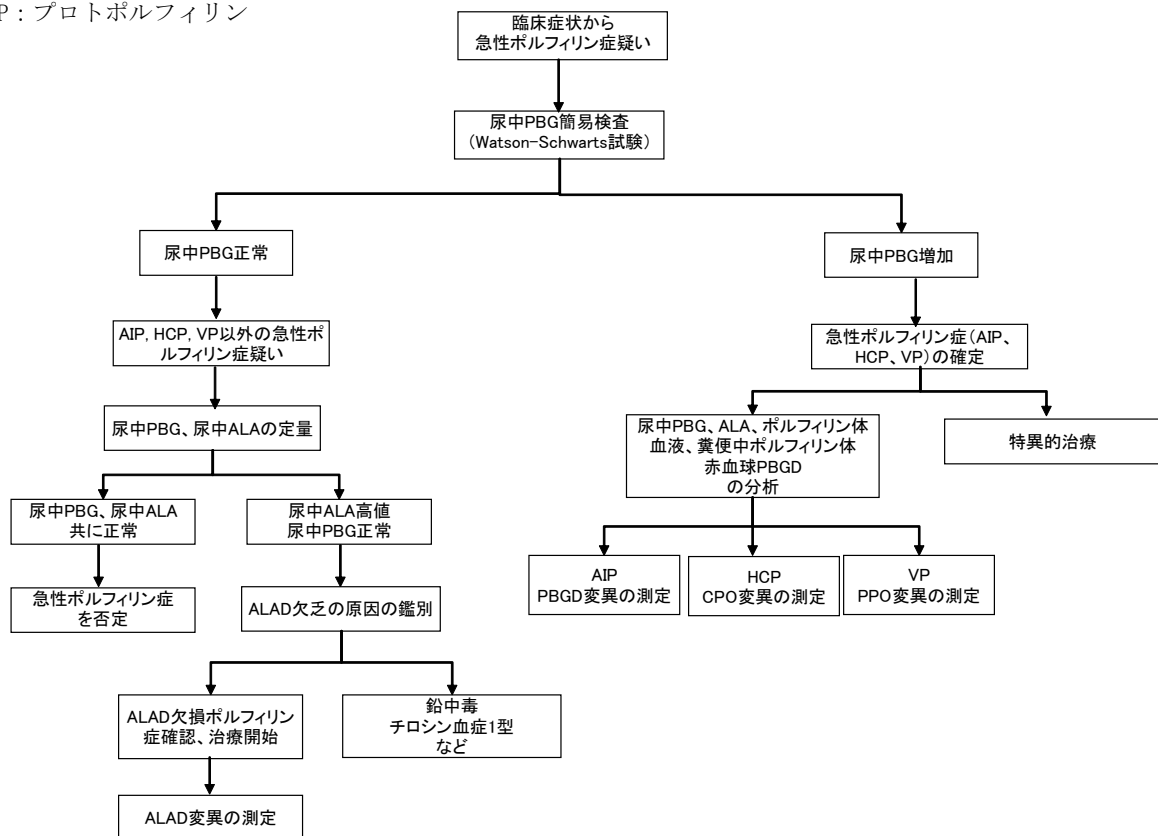 P：プロトポルフィリン
臨床症状から
急性ポルフィリン症疑い
尿中PBG簡易検査
(Watson-Schwarts試験)
尿中PBG正常
尿中PBG増加
AIP, HCP, VP以外の急性ポ
ルフィリン症疑い
急性ポルフィリン症(AIP、
HCP、VP)の確定
尿中PBG、尿中ALAの定量
尿中PBG、ALA、ポルフィリン体
血液、糞便中ポルフィリン体
赤血球PBGD
の分析
特異的治療
尿中PBG、尿中ALA
共に正常
尿中ALA高値
尿中PBG正常
急性ポルフィリン症
を否定
ALAD欠乏の原因の鑑別
AIP
PBGD変異の測定
HCP
CPO変異の測定
VP
PPO変異の測定
ALAD欠損ポルフィリン
症確認、治療開始
鉛中毒
チロシン血症1型
など
ALAD変異の測定